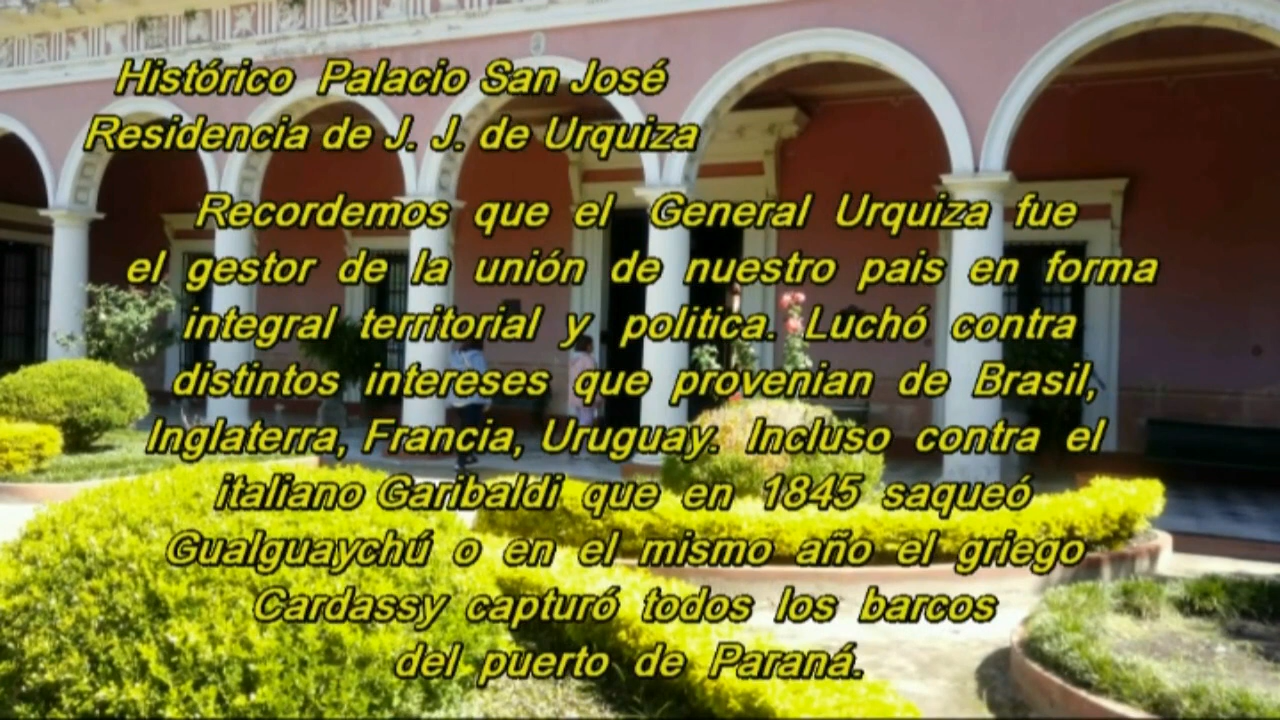 Histórico Palacio San José
Residencia de J. J. de Urquiza
Recordemos que el General Urquiza fue
el gestor de la unión de nuestro pais en forma
integral territorial y politica. Luchó contra
distintos intereses que provenian de Brasil,
Inglaterra, Francia, Uruguay. Incluso contra el
italiano Garibaldi que en 1845 saqueó
Gualguaychú o en el mismo año el griego
Cardassy capturó todos los barcos
del puerto de Paraná.